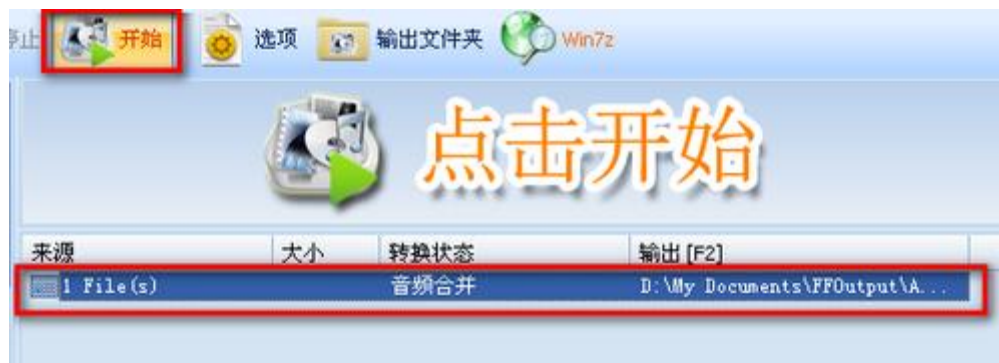 开始 选项 输出文件夹 Win7z
点击开始
来源 大小 转换状态 输出 [F2]
1 File(s) 音频合并 D:\My Documents\FFOutput\A...